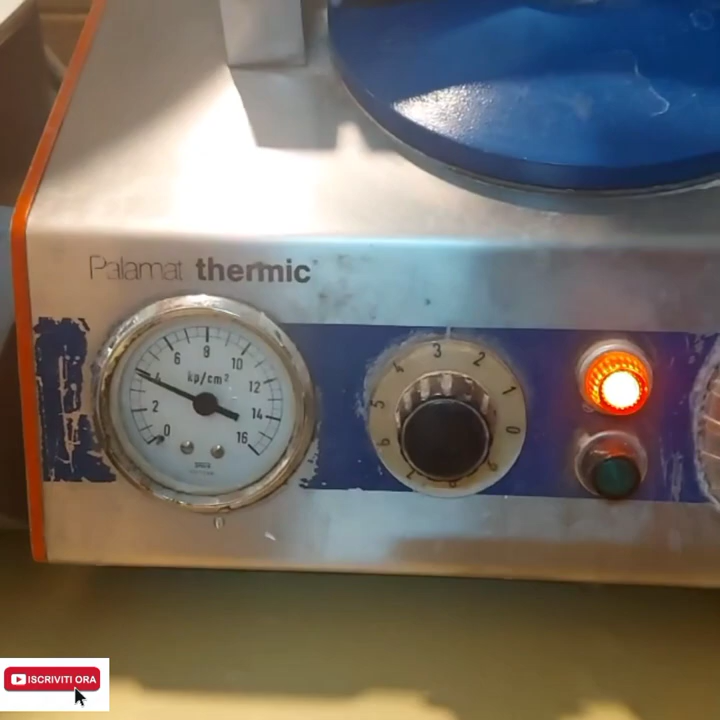 Palamat thermic
0 2 4 6 9 10 12 14 16
kp/cm²
0 1 2 3 4 5 6
ISCRIVITI ORA